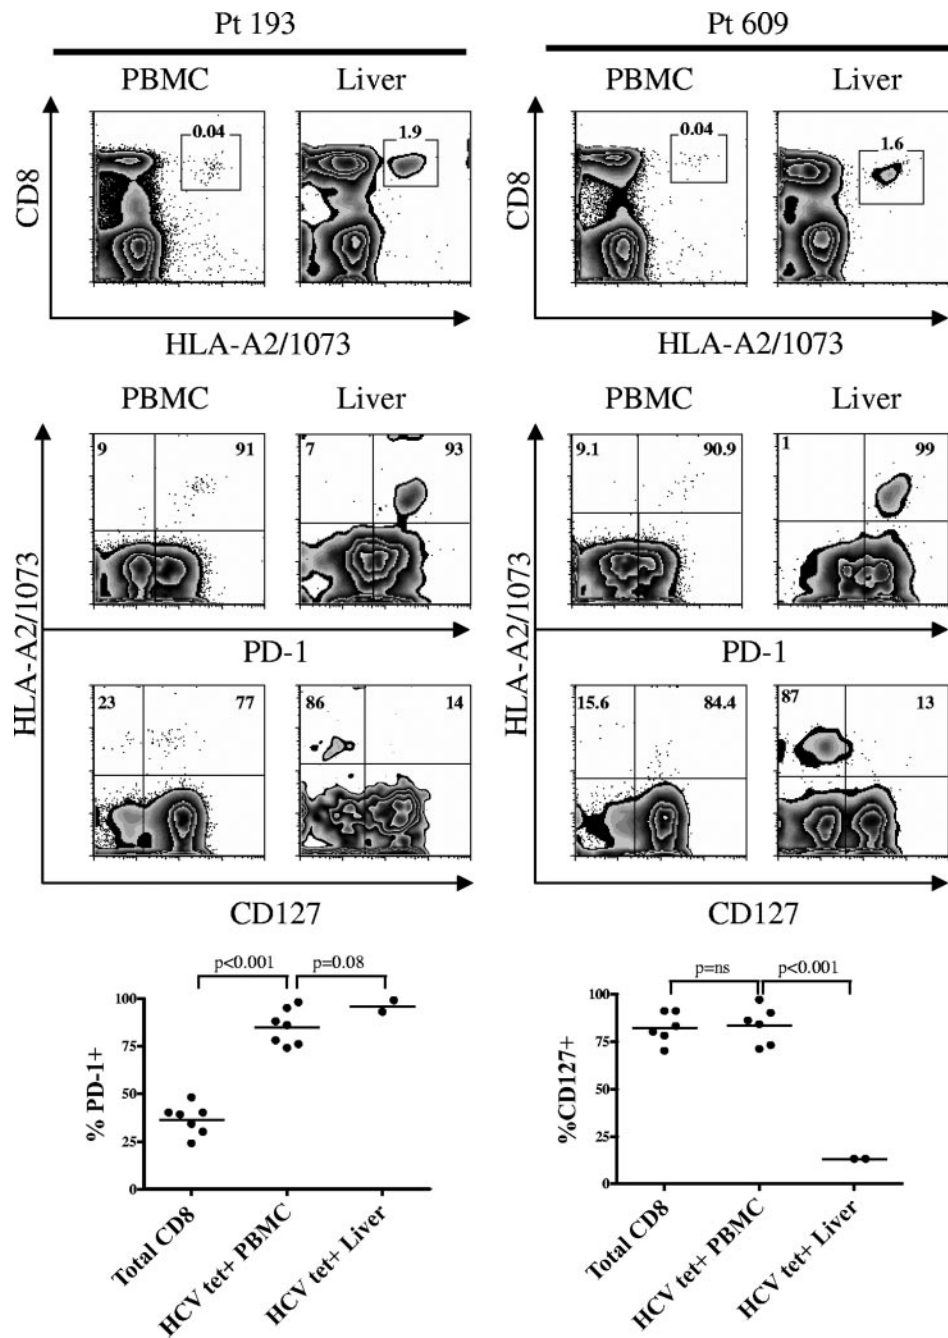 Pt 193
Pt 609
PBMC Liver PBMC Liver
0.04 1.9 0.04 1.6
CD8 CD8
HLA-A2/1073 HLA-A2/1073
PBMC Liver PBMC Liver
9 91 7 93 9.1 90.9 1 99
HLA-A2/1073 HLA-A2/1073
PD-1 PD-1
23 77 86 14 15.6 84.4 87 13
CD127 CD127
p<0.001 p=0.08
% PD-1+
100
75
50
25
0
Total CD8
HCV tet+ PBMC
HCV tet+ Liver
p=ns p<0.001
%CD127+
100
75
50
25
0
Total CD8
HCV tet+ PBMC
HCV tet+ Liver